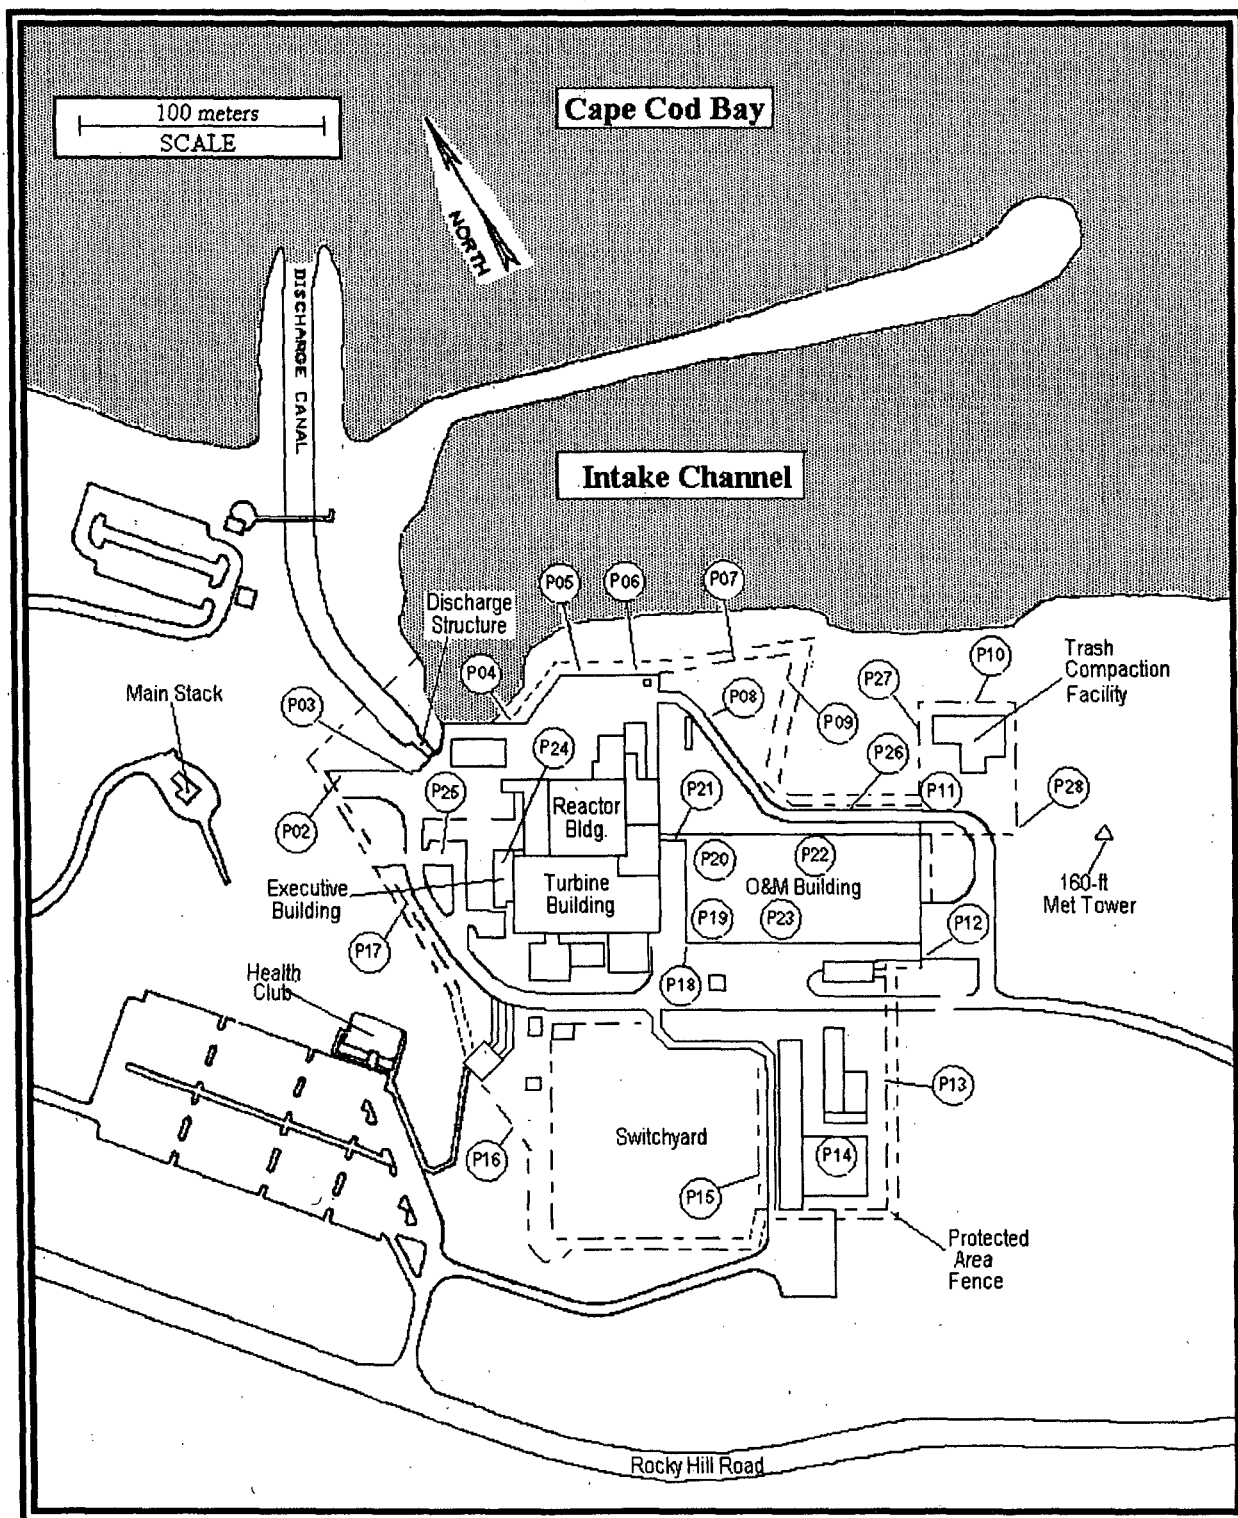 100 meters
SCALE
Cape Cod Bay
NORTH
DISCHARGE CANAL
Intake Channel
P05
P06
P07
Discharge
Structure
P04
P10
Trash
Compaction
Facility
P27
Main Stack
P03
P08
P09
P24
P26
P25
P21
P11
P28
Reactor
Bldg.
P02
P20
P22
Executive
Building
Turbine
Building
O&M Building
160-ft
Met Tower
P19
P23
P12
P17
Health
Club
P18
P13
Switchyard
P14
P16
P15
Protected
Area
Fence
Rocky Hill Road